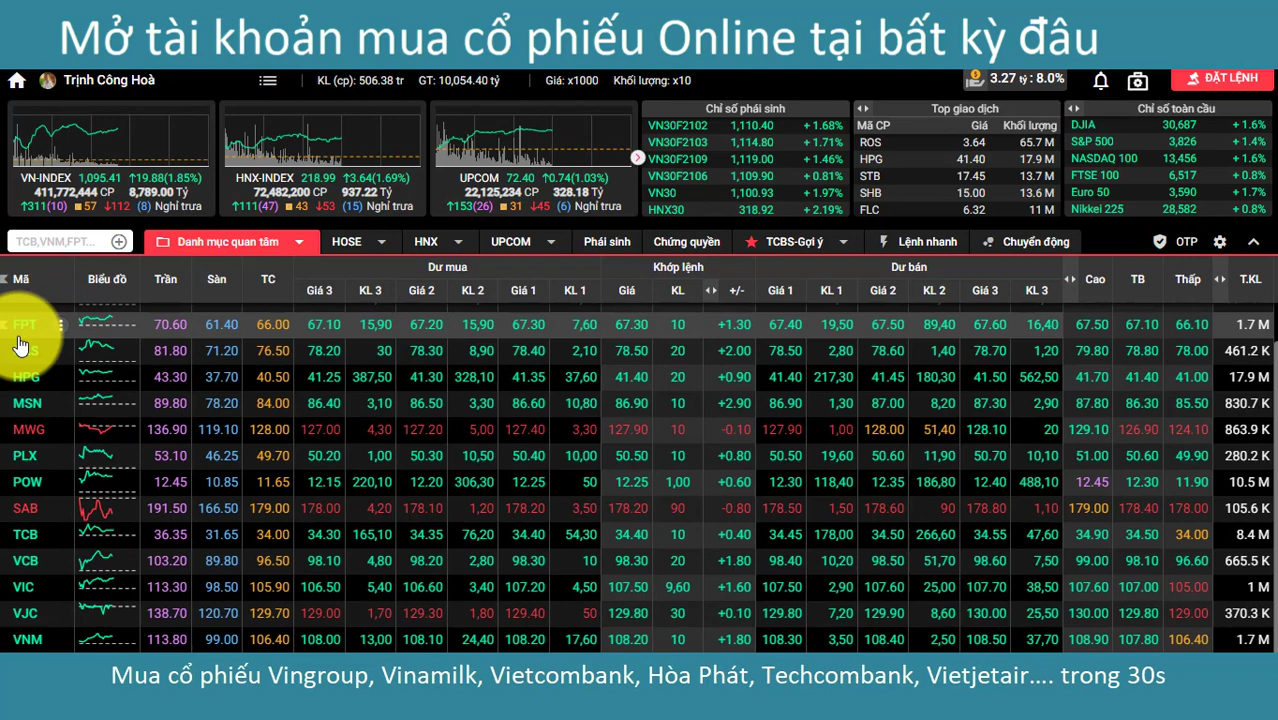 Mở tài khoản mua cổ phiếu Online tại bất kỳ đâu
Trịnh Công Hoà KL (cp): 506.38 tr GT: 10,054.40 tỷ Giá: x1000 Khối lượng: x10 3.27 tỷ : 8.0% ĐẶT LỆNH
VN-INDEX 1,095.41 ↑19.88(1.85%)
411,772,444 CP 8,789.00 Tỷ
↑311(10) 57 ↓112 (8) Nghỉ trưa
HNX-INDEX 218.99 ↑3.64(1.69%)
72,482,200 CP 937.22 Tỷ
↑111(47) 43 ↓53 (15) Nghỉ trưa
UPCOM 72.40 ↑0.74(1.03%)
22,125,234 CP 328.18 Tỷ
↑153(26) 31 ↓45 (6) Nghỉ trưa
Chỉ số phái sinh
VN30F2102 1,110.40 + 1.68%
VN30F2103 1,114.80 + 1.71%
VN30F2109 1,119.00 + 1.46%
VN30F2106 1,109.90 + 0.81%
VN30 1,100.93 + 1.97%
HNX30 318.92 + 2.19%
Top giao dịch
Mã CP Giá Khối lượng
ROS 3.64 65.7 M
HPG 41.40 17.9 M
STB 17.45 13.7 M
SHB 15.00 13.6 M
FLC 6.32 11 M
Chỉ số toàn cầu
DJIA 30,687 + 1.6%
S&P 500 3,826 + 1.4%
NASDAQ 100 13,456 + 1.6%
FTSE 100 6,517 + 0.8%
Euro 50 3,590 + 1.7%
Nikkei 225 28,582 + 0.8%
TCB,VNM,FPT... Danh mục quan tâm HOSE HNX UPCOM Phái sinh Chứng quyền TCBS-Gợi ý Lệnh nhanh Chuyển động OTP
Mã Biểu đồ Trần Sàn TC Dư mua Khớp lệnh Dư bán Cao TB Thấp T.KL
Giá 3 KL 3 Giá 2 KL 2 Giá 1 KL 1 Giá KL +/- Giá 1 KL 1 Giá 2 KL 2 Giá 3 KL 3
FPT 70.60 61.40 66.00 67.10 15,90 67.20 15,90 67.30 7,60 67.30 10 +1.30 67.40 19,50 67.50 89,40 67.60 16,40 67.50 67.10 66.10 1.7 M
81.80 71.20 76.50 78.20 30 78.30 8,90 78.40 2,10 78.50 20 +2.00 78.50 2,80 78.60 1,40 78.70 1,20 79.80 78.80 78.00 461.2 K
HPG 43.30 37.70 40.50 41.25 387,50 41.30 328,10 41.35 37,60 41.40 20 +0.90 41.40 217,30 41.45 180,30 41.50 562,50 41.70 41.40 41.00 17.9 M
MSN 89.80 78.20 84.00 86.40 3,10 86.50 3,30 86.80 10,80 86.90 10 +2.90 86.90 1,30 87.00 8,20 87.30 2,90 87.80 86.30 85.50 830.7 K
MWG 136.90 119.10 128.00 127.00 4,30 127.20 5,00 127.40 3,30 127.90 10 -0.10 127.90 1,00 128.00 51,40 128.10 20 129.10 126.90 124.10 863.9 K
PLX 53.10 46.25 49.70 50.20 1,00 50.30 10,50 50.40 20,80 50.50 10 +0.80 50.50 19,60 50.60 11,90 50.70 10,10 51.00 50.60 49.90 280.2 K
POW 12.45 10.85 11.65 12.15 220,10 12.20 306,30 12.25 50 12.25 1,00 +0.60 12.30 118,40 12.35 186,80 12.40 488,10 12.45 12.30 11.90 10.5 M
SAB 191.50 166.50 179.00 178.00 4,20 178.10 1,20 178.20 3,50 178.20 90 -0.80 178.50 1,50 178.60 90 178.80 1,10 179.00 178.40 178.00 105.6 K
TCB 36.35 31.65 34.00 34.30 165,10 34.35 76,20 34.40 54,30 34.40 10 +0.40 34.45 178,00 34.50 266,60 34.55 47,60 34.90 34.50 34.00 8.4 M
VCB 103.20 89.80 96.50 98.10 4,80 98.20 2,80 98.30 10 98.30 10 +1.80 98.40 10,20 98.50 51,70 98.60 7,70 99.00 98.10 96.60 665.5 K
VIC 113.30 98.50 105.90 106.50 5,40 107.60 3,40 107.20 4,50 107.50 9,60 +1.60 107.50 2,90 107.60 25,00 107.70 30,70 107.60 107.00 105.00 1 M
VJC 138.70 120.70 129.70 129.00 1,70 129.30 1,80 129.40 50 129.80 30 +0.10 129.80 7,20 129.90 8,60 130.00 25,50 130.00 129.80 129.00 370.3 K
VNM 113.80 99.00 106.40 108.00 13,00 108.10 24,40 108.20 17,60 108.20 10 +1.80 108.30 3,50 108.40 2,50 108.50 37,70 108.90 107.80 106.40 1.7 M
Mua cổ phiếu Vingroup, Vinamilk, Vietcombank, Hòa Phát, Techcombank, Vietjetair.... trong 30s